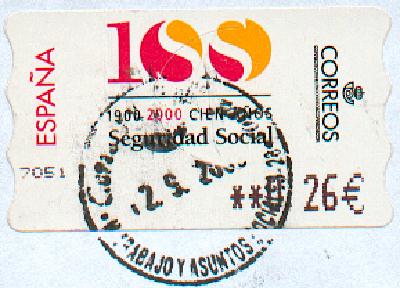 ESPAÑA
100
1900 2000 CIEN AÑOS
Seguridad Social
CORREOS
7051
26€
TRABAJO Y ASUNTOS